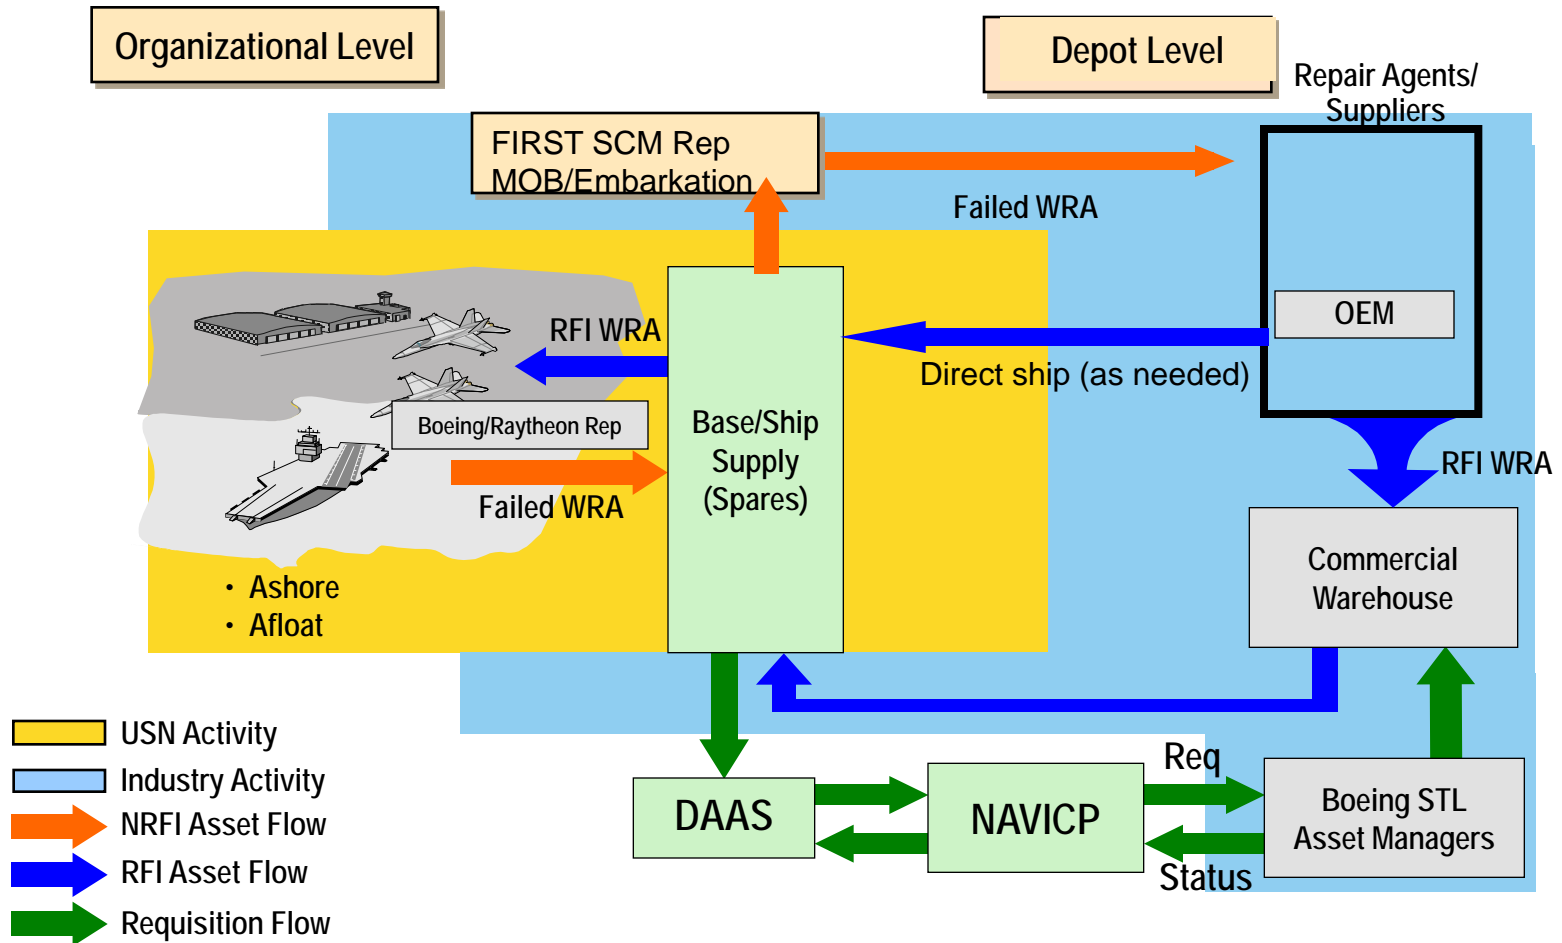 Organizational Level
Depot Level
Repair Agents/
Suppliers
FIRST SCM Rep
MOB/Embarkation
Failed WRA
OEM
RFI WRA
Direct ship (as needed)
Boeing/Raytheon Rep
Base/Ship
Supply
(Spares)
RFI WRA
Failed WRA
Commercial
Warehouse
· Ashore
· Afloat
USN Activity
Industry Activity
NRFI Asset Flow
RFI Asset Flow
Requisition Flow
DAAS
NAVICP
Req
Status
Boeing STL
Asset Managers